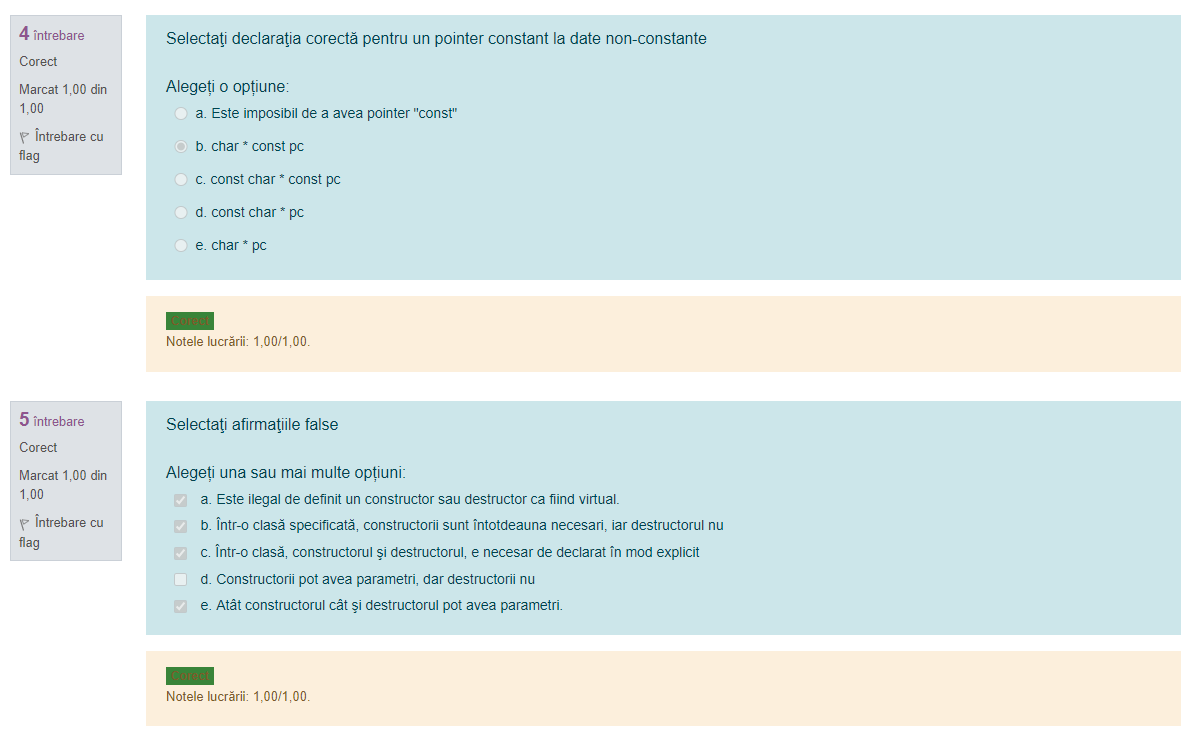 4 întrebare
Corect
Marcat 1,00 din
1,00
Întrebare cu
flag
Selectaţi declaraţia corectă pentru un pointer constant la date non-constante
Alegeți o opțiune:
a. Este imposibil de a avea pointer "const"
b. char * const pc
c. const char * const pc
d. const char * pc
e. char * pc
Corect
Notele lucrării: 1,00/1,00.
5 întrebare
Corect
Marcat 1,00 din
1,00
Întrebare cu
flag
Selectaţi afirmaţiile false
Alegeți una sau mai multe opțiuni:
a. Este ilegal de definit un constructor sau destructor ca fiind virtual.
b. Într-o clasă specificată, constructorii sunt întotdeauna necesari, iar destructorul nu
c. Într-o clasă, constructorul şi destructorul, e necesar de declarat în mod explicit
d. Constructorii pot avea parametri, dar destructorii nu
e. Atât constructorul cât şi destructorul pot avea parametri.
Corect
Notele lucrării: 1,00/1,00.